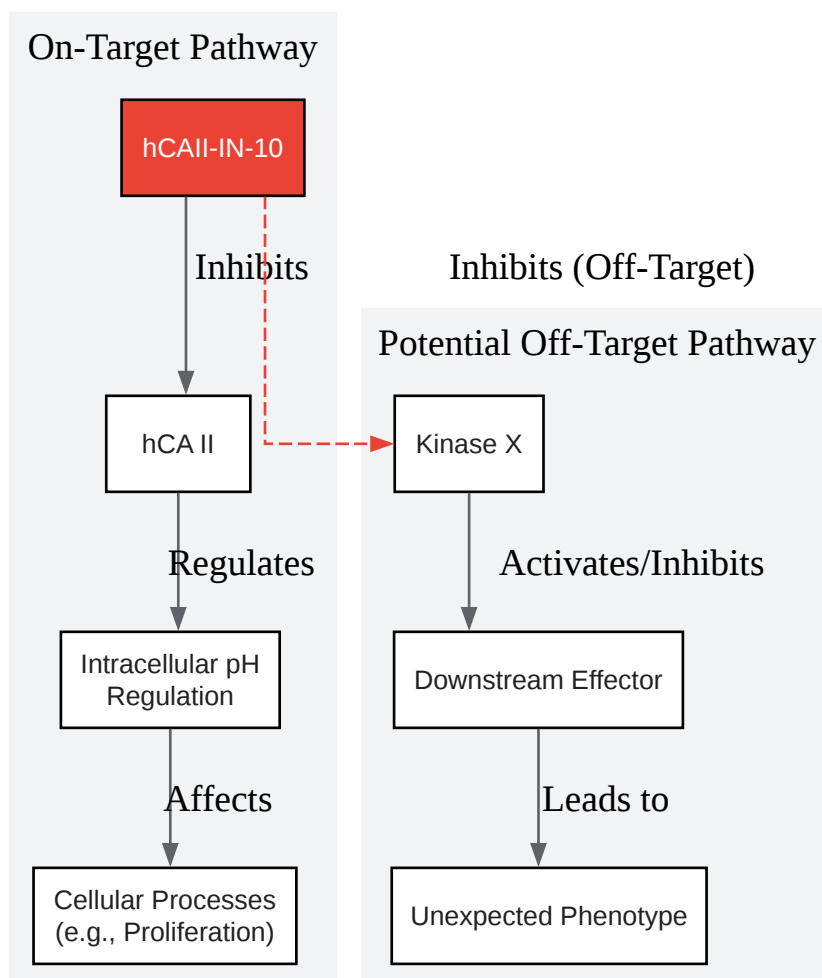 On-Target Pathway
hCAII-IN-10
Inhibits
Inhibits (Off-Target)
Potential Off-Target Pathway
hCA II
Kinase X
Regulates
Activates/Inhibits
Intracellular pH
Regulation
Downstream Effector
Affects
Leads to
Cellular Processes
(e.g., Proliferation)
Unexpected Phenotype